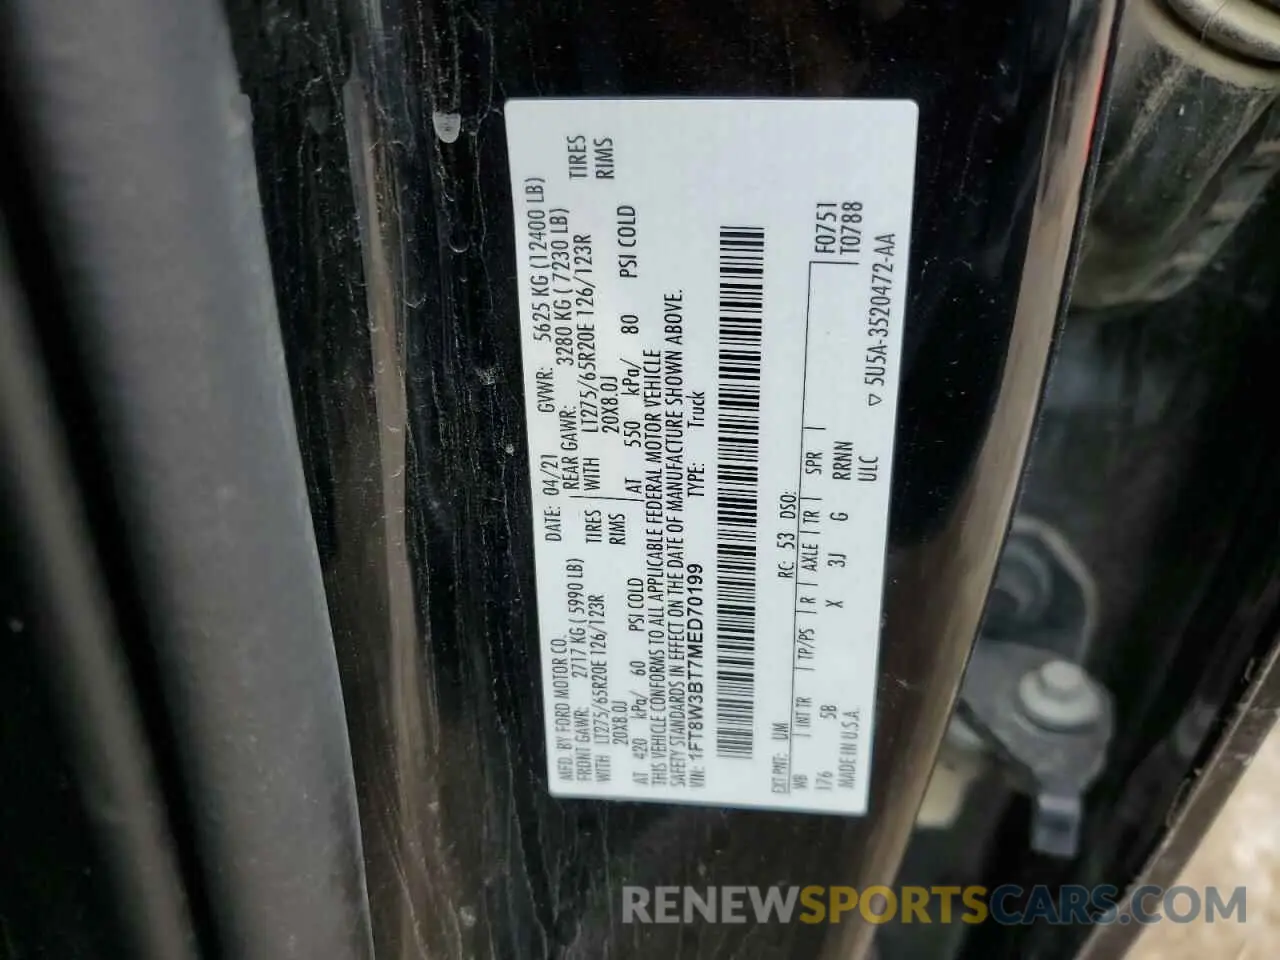 MFD. BY FORD MOTOR CO.
DATE: 04/21 GVWR: 5625 KG (12400 LB)
FRONT GAWR: 2717 KG (5990 LB) REAR GAWR: 3280 KG (7230 LB)
WITH LT275/65R20E 126/123R TIRES WITH LT275/65R20E 126/123R TIRES
20X8.0J RIMS 20X8.0J RIMS
AT 420 kPa/ 60 PSI COLD AT 550 kPa/ 80 PSI COLD
THIS VEHICLE CONFORMS TO ALL APPLICABLE FEDERAL MOTOR VEHICLE
SAFETY STANDARDS IN EFFECT ON THE DATE OF MANUFACTURE SHOWN ABOVE.
VIN: 1FT8W3BT7MED70199 TYPE: Truck
EXT PNT: UM RC: 53 DSO:
WB INT TR TP/PS R AXLE TR SPR F0751
176 5B X 3J G RRNN T0788
MADE IN U.S.A. ULC ▽ 5U5A-3520472-AA
RENEWSPORTSCARS.COM